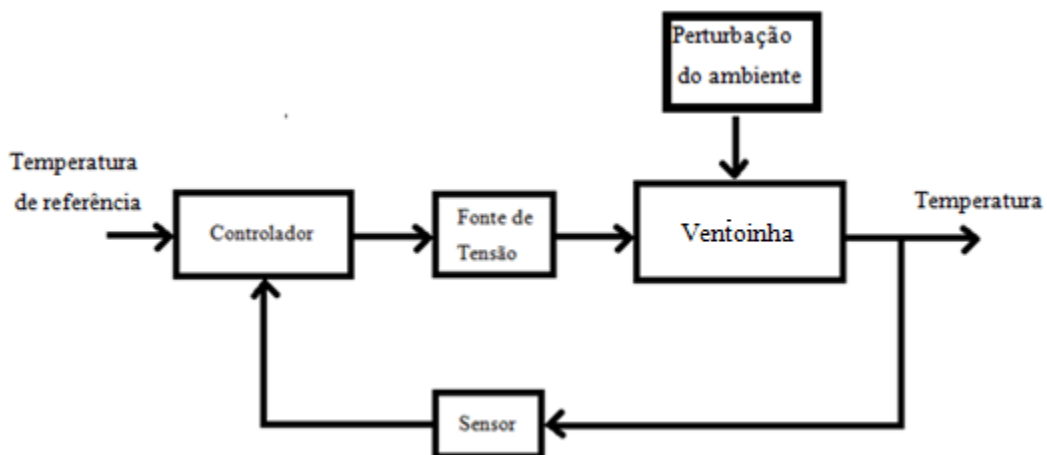 Perturbação
do ambiente
Temperatura
de referência
Controlador
Fonte de
Tensão
Ventoinha
Temperatura
Sensor